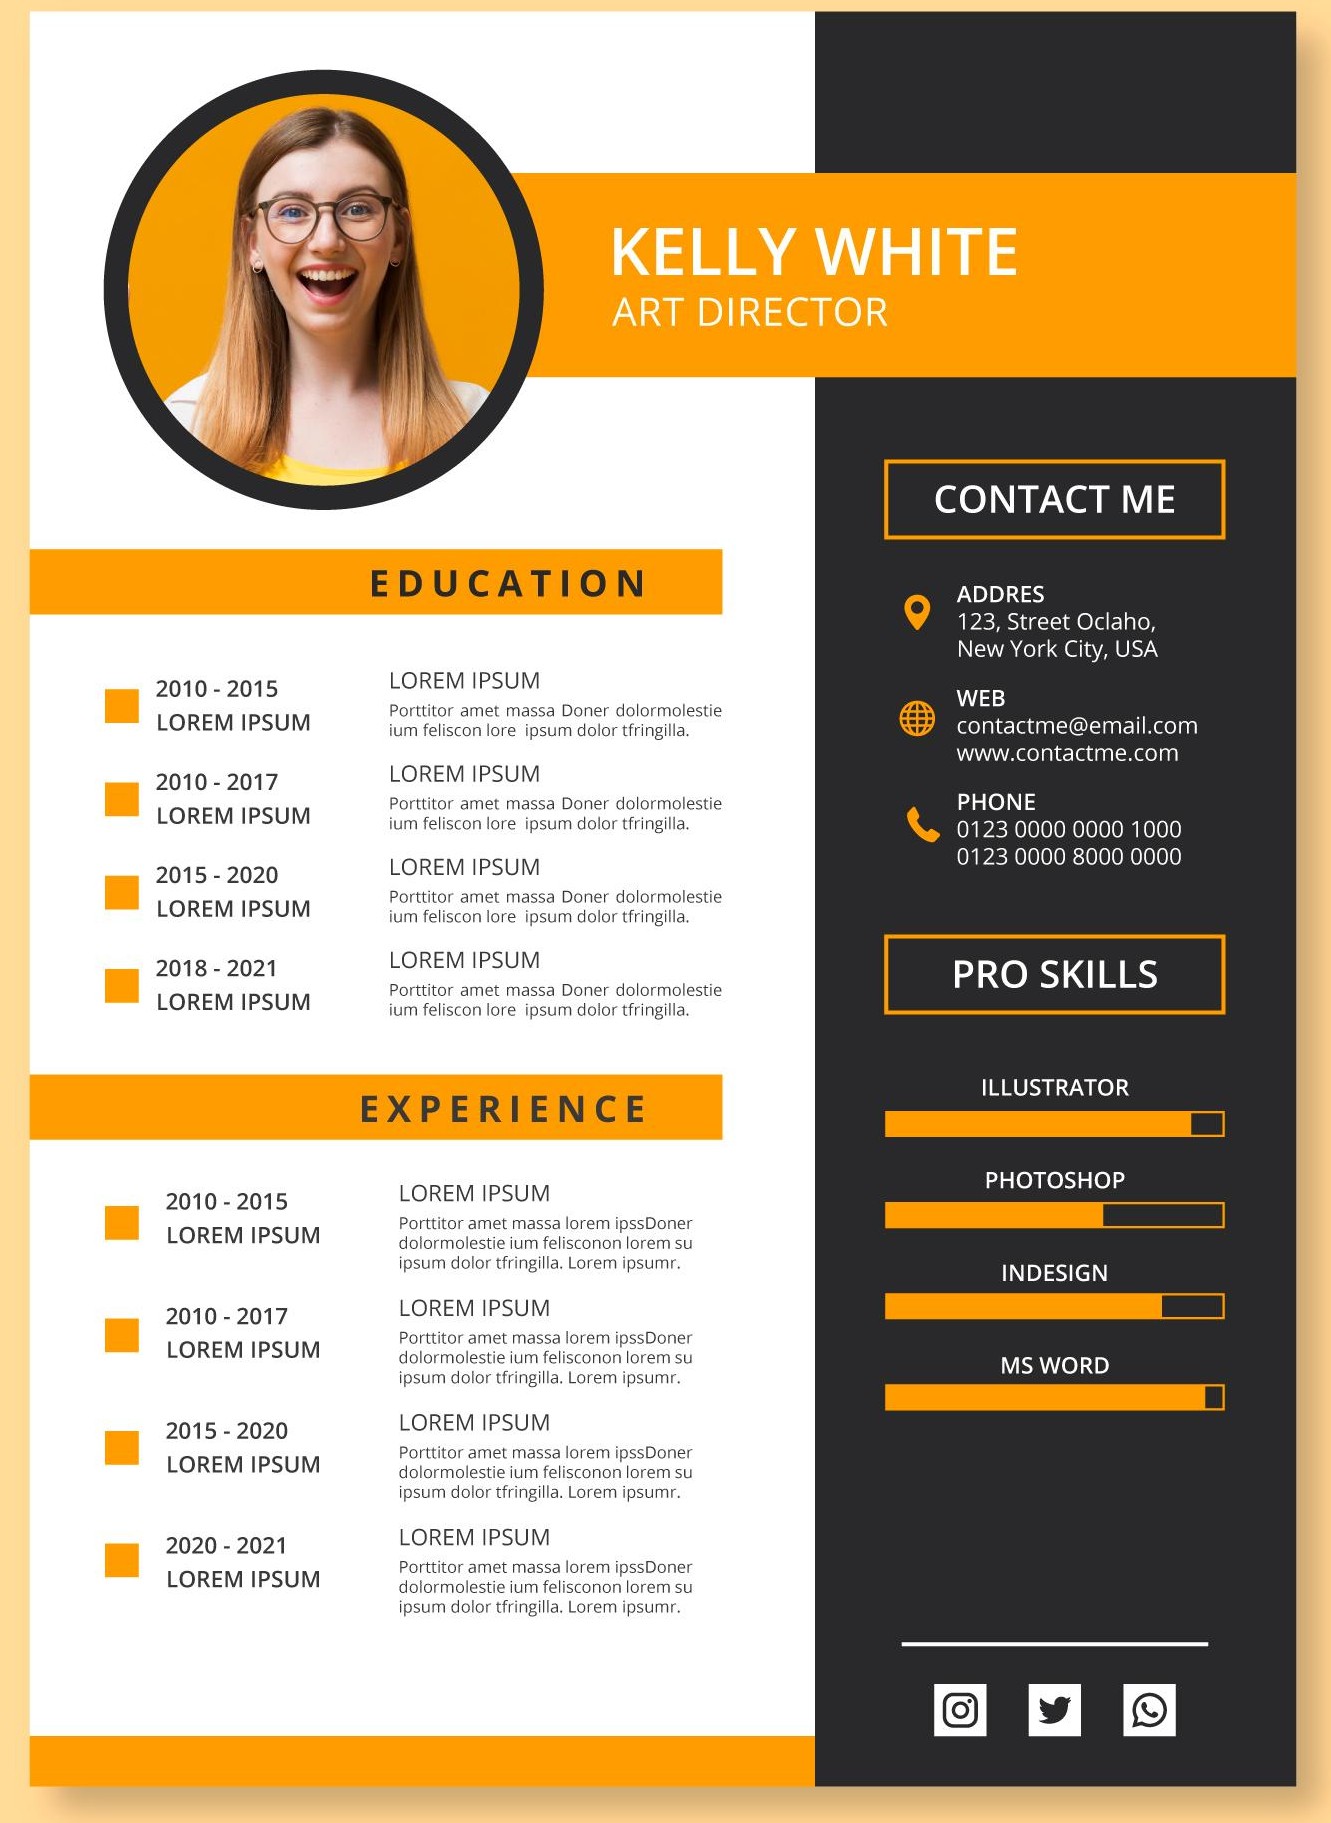 KELLY WHITE
ART DIRECTOR
EDUCATION
2010 - 2015
LOREM IPSUM
LOREM IPSUM
Porttitor amet massa Doner dolormolestie
ium feliscon lore ipsum dolor tfringilla.
2010 - 2017
LOREM IPSUM
LOREM IPSUM
Porttitor amet massa Doner dolormolestie
ium feliscon lore ipsum dolor tfringilla.
2015 - 2020
LOREM IPSUM
LOREM IPSUM
Porttitor amet massa Doner dolormolestie
ium feliscon lore ipsum dolor tfringilla.
2018 - 2021
LOREM IPSUM
LOREM IPSUM
Porttitor amet massa Doner dolormolestie
ium feliscon lore ipsum dolor tfringilla.
EXPERIENCE
2010 - 2015
LOREM IPSUM
LOREM IPSUM
Porttitor amet massa lorem ipssDoner
dolormolestie ium felisconon lorem su
ipsum dolor tfringilla. Lorem ipsumr.
2010 - 2017
LOREM IPSUM
LOREM IPSUM
Porttitor amet massa lorem ipssDoner
dolormolestie ium felisconon lorem su
ipsum dolor tfringilla. Lorem ipsumr.
2015 - 2020
LOREM IPSUM
LOREM IPSUM
Porttitor amet massa lorem ipssDoner
dolormolestie ium felisconon lorem su
ipsum dolor tfringilla. Lorem ipsumr.
2020 - 2021
LOREM IPSUM
LOREM IPSUM
Porttitor amet massa lorem ipssDoner
dolormolestie ium felisconon lorem su
ipsum dolor tfringilla. Lorem ipsumr.
CONTACT ME
ADDRES
123, Street Oclaho,
New York City, USA
WEB
contactme@email.com
www.contactme.com
PHONE
0123 0000 0000 1000
0123 0000 8000 0000
PRO SKILLS
ILLUSTRATOR
PHOTOSHOP
INDESIGN
MS WORD